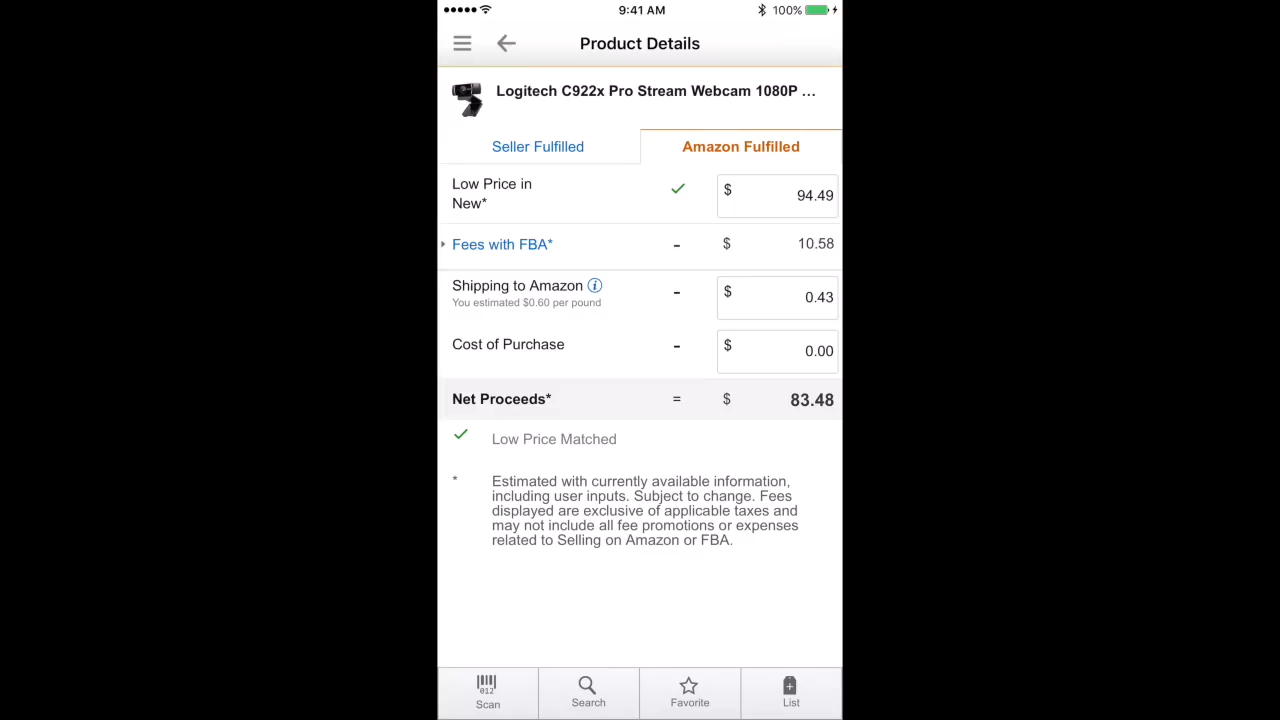 9:41 AM
100%
Product Details
Logitech C922x Pro Stream Webcam 1080P ...
Seller Fulfilled
Amazon Fulfilled
Low Price in
New*
$ 94.49
Fees with FBA*
- $ 10.58
Shipping to Amazon i
You estimated $0.60 per pound
- $ 0.43
Cost of Purchase
- $ 0.00
Net Proceeds* = $ 83.48
Low Price Matched
* Estimated with currently available information,
including user inputs. Subject to change. Fees
displayed are exclusive of applicable taxes and
may not include all fee promotions or expenses
related to Selling on Amazon or FBA.
012
Scan
Search
Favorite
List